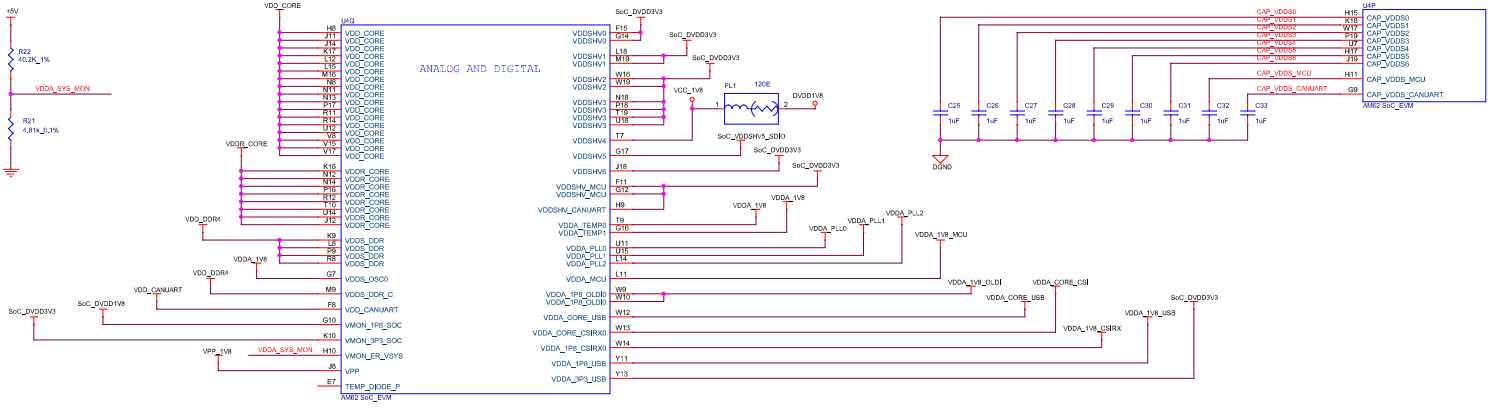 +5V
R22
40.2K_1%
VDDA_SYS_MON
R21
4.81k_0.1%
VDD_CORE
VDDR_CORE
VDD_DDR4
VDDA_1V8
VDD_DDR4
VDD_CANUART
SoC_DVDD1V8
SoC_DVDD3V3
VPP_1V8
VDDA_SYS_MON
U4Q
ANALOG AND DIGITAL
H8 VDD_CORE
J11 VDD_CORE
J14 VDD_CORE
K17 VDD_CORE
L12 VDD_CORE
L15 VDD_CORE
M16 VDD_CORE
N8 VDD_CORE
N11 VDD_CORE
N13 VDD_CORE
P17 VDD_CORE
R11 VDD_CORE
R14 VDD_CORE
U12 VDD_CORE
V8 VDD_CORE
V15 VDD_CORE
V17 VDD_CORE
K16 VDDR_CORE
N12 VDDR_CORE
N14 VDDR_CORE
P16 VDDR_CORE
R12 VDDR_CORE
T10 VDDR_CORE
U14 VDDR_CORE
J12 VDDR_CORE
K9 VDDS_DDR
L8 VDDS_DDR
P9 VDDS_DDR
R8 VDDS_DDR
G7 VDDS_OSC0
M9 VDDS_DDR_C
F8 VDD_CANUART
G10 VMON_1P8_SOC
K10 VMON_3P3_SOC
H10 VMON_ER_VSYS
J8 VPP
E7 TEMP_DIODE_P
AM62 SoC_EVM
VDDSHV0 F15
VDDSHV0 G14
VDDSHV1 L18
VDDSHV1 M19
VDDSHV2 W16
VDDSHV2 W19
VDDSHV3 N18
VDDSHV3 P18
VDDSHV3 T19
VDDSHV3 U18
VDDSHV4 T7
VDDSHV5 G17
VDDSHV6 J18
VDDSHV_MCU F11
VDDSHV_MCU G12
VDDSHV_CANUART H9
VDDA_TEMP0 T9
VDDA_TEMP1 G16
VDDA_PLL0 U11
VDDA_PLL1 U15
VDDA_PLL2 L14
VDDA_MCU L11
VDDA_1P8_OLDI0 W9
VDDA_1P8_OLDI0 W10
VDDA_CORE_USB W12
VDDA_CORE_CSIRX0 W13
VDDA_1P8_CSIRX0 W14
VDDA_1P8_USB Y11
VDDA_3P3_USB Y13
SoC_DVDD3V3
SoC_DVDD3V3
SoC_DVDD3V3
VCC_1V8
FL1
120E
1
2
DVDD1V8
SoC_VDDSHV5_SDIO
SoC_DVDD3V3
SoC_DVDD3V3
VDDA_1V8
VDDA_1V8
VDDA_PLL0
VDDA_PLL1
VDDA_PLL2
VDDA_1V8_MCU
VDDA_1V8_OLDI
VDDA_CORE_USB
VDDA_CORE_CSI
VDDA_1V8_CSIRX
VDDA_1V8_USB
SoC_DVDD3V3
C25
1uF
C26
1uF
C27
1uF
C28
1uF
C29
1uF
C30
1uF
C31
1uF
C32
1uF
C33
1uF
DGND
U4P
CAP_VDDS0 H15 CAP_VDDS0
CAP_VDDS1 K18 CAP_VDDS1
CAP_VDDS2 W17 CAP_VDDS2
CAP_VDDS3 P19 CAP_VDDS3
CAP_VDDS4 U7 CAP_VDDS4
CAP_VDDS5 H17 CAP_VDDS5
CAP_VDDS6 J19 CAP_VDDS6
CAP_VDDS_MCU H11 CAP_VDDS_MCU
CAP_VDDS_CANUART G9 CAP_VDDS_CANUART
AM62 SoC_EVM